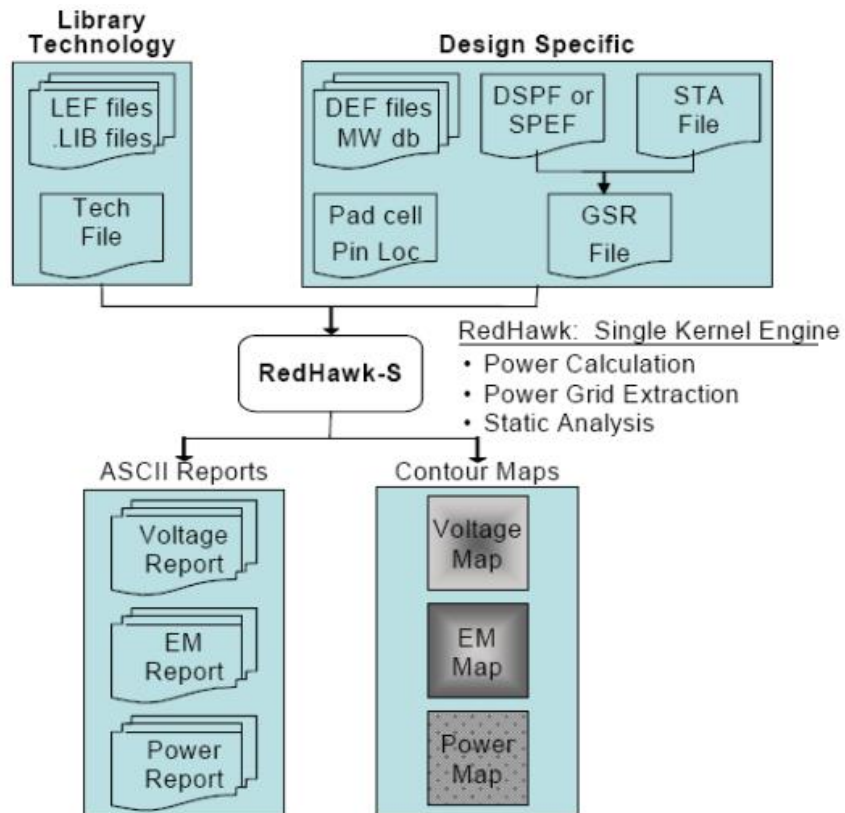 Library
Technology
LEF files
.LIB files
Tech
File
Design Specific
DEF files
MW db
DSPF or
SPEF
STA
File
Pad cell
Pin Loc
GSR
File
RedHawk-S
RedHawk: Single Kernel Engine
• Power Calculation
• Power Grid Extraction
• Static Analysis
ASCII Reports
Voltage
Report
EM
Report
Power
Report
Contour Maps
Voltage
Map
EM
Map
Power
Map